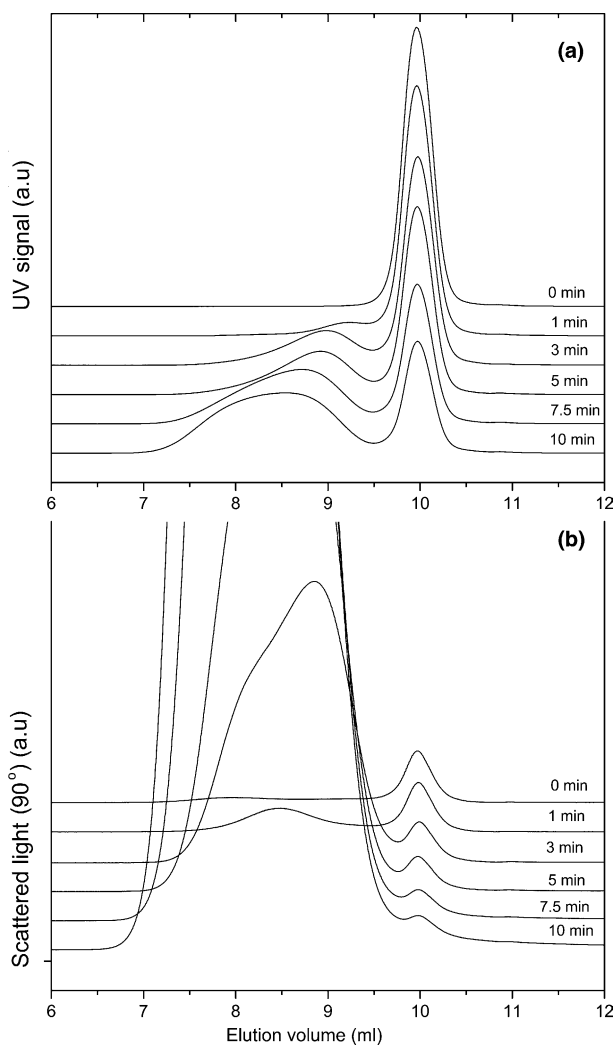 (a)
UV signal (a.u)
0 min
1 min
3 min
5 min
7.5 min
10 min
6 7 8 9 10 11 12
(b)
Scattered light (90°) (a.u)
0 min
1 min
3 min
5 min
7.5 min
10 min
6 7 8 9 10 11 12
Elution volume (ml)